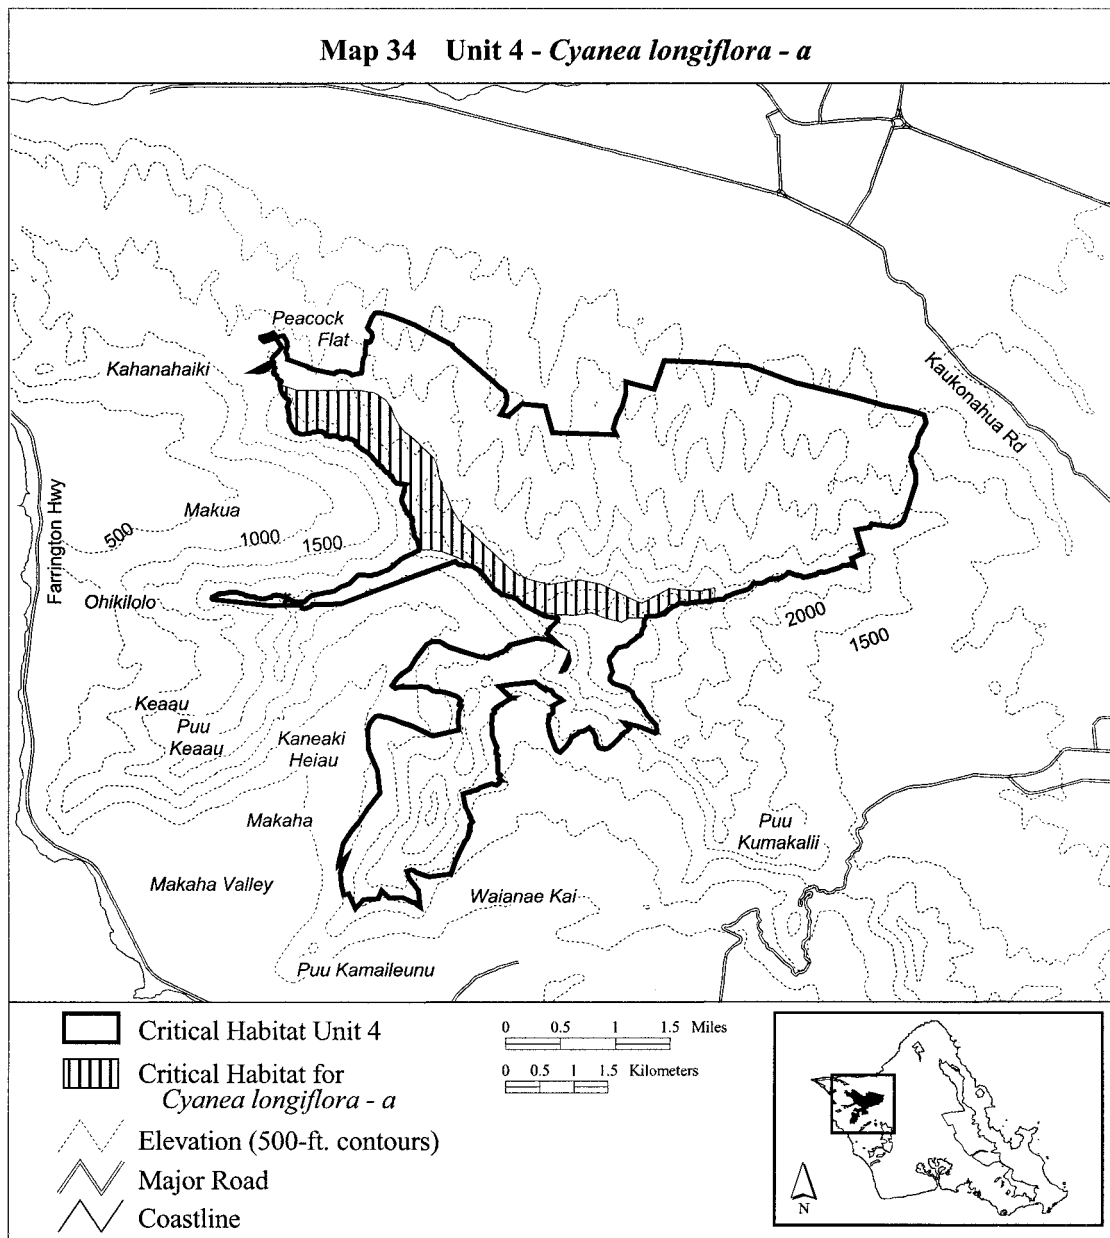 Map 34 Unit 4 - Cyanea longiflora - a
Peacock
Flat
Kahanahaiki
Kaukonahua Rd
Farrington Hwy
Makua
500
1000
1500
Ohikilolo
2000
1500
Keaau
Puu
Keaau
Kaneaki
Heiau
Makaha
Puu
Kumakalii
Makaha Valley
Waianae Kai
Puu Kamaileunu
Critical Habitat Unit 4
Critical Habitat for
Cyanea longiflora - a
Elevation (500-ft. contours)
Major Road
Coastline
0 0.5 1 1.5 Miles
0 0.5 1 1.5 Kilometers
N